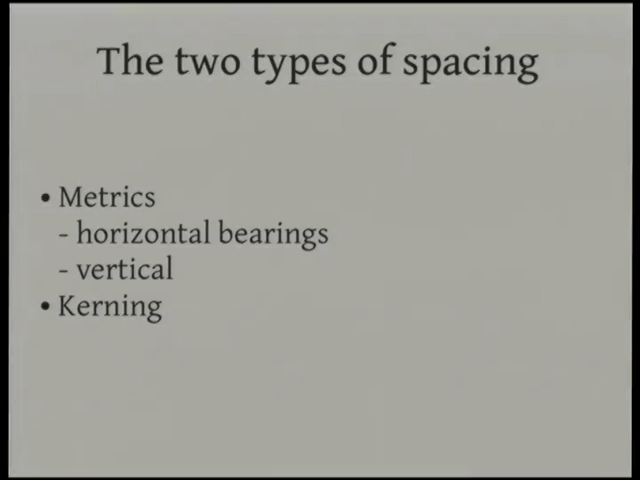 The two types of spacing
• Metrics
- horizontal bearings
- vertical
• Kerning